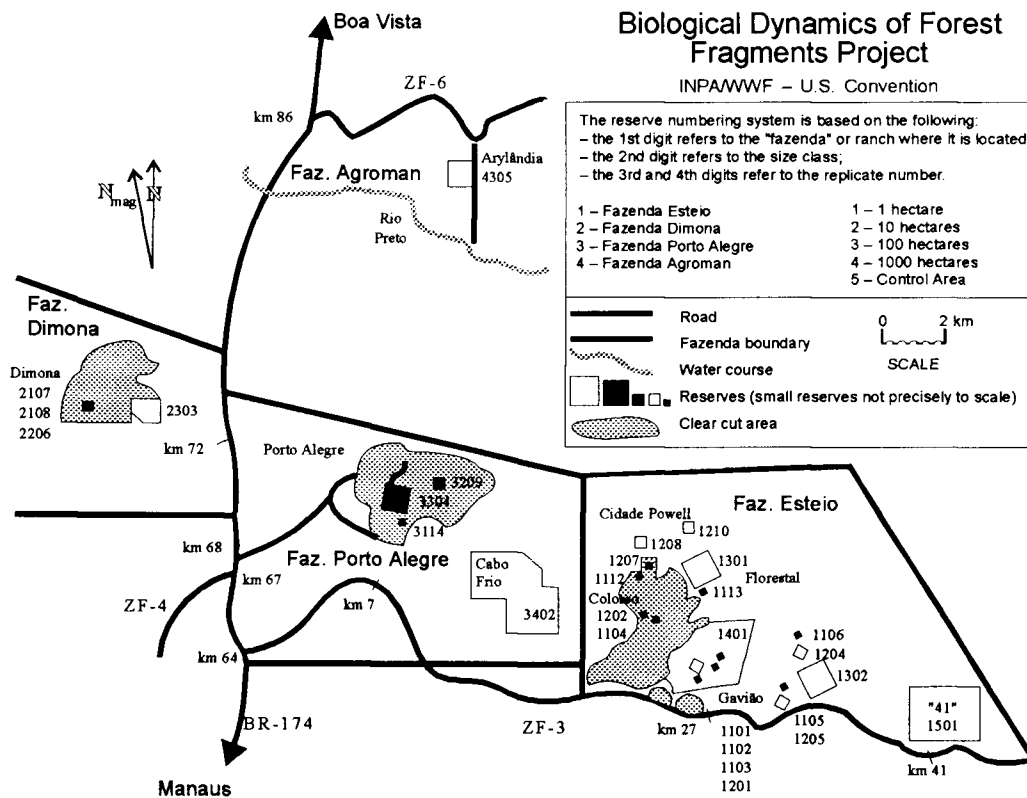 Biological Dynamics of Forest
Fragments Project
INPA/WWF – U.S. Convention
The reserve numbering system is based on the following:
– the 1st digit refers to the "fazenda" or ranch where it is located
– the 2nd digit refers to the size class;
– the 3rd and 4th digits refer to the replicate number.
1 – Fazenda Esteio
2 – Fazenda Dimona
3 – Fazenda Porto Alegre
4 – Fazenda Agroman
1 – 1 hectare
2 – 10 hectares
3 – 100 hectares
4 – 1000 hectares
5 – Control Area
Road
Fazenda boundary
Water course
Reserves (small reserves not precisely to scale)
Clear cut area
0 2 km
SCALE
Boa Vista
ZF-6
km 86
Arylândia
4305
Faz. Agroman
Rio
Preto
N mag
N
Faz.
Dimona
Dimona
2107
2108
2206
2303
km 72
Porto Alegre
3209
3304
3114
km 68
Faz. Porto Alegre
km 67
ZF-4
km 7
km 64
Cabo
Frio
3402
BR-174
ZF-3
Manaus
Faz. Esteio
Cidade Powell
1210
1208
1207
1112
1301
Florestal
1113
Colosso
1202
1104
1401
1106
1204
1302
Gavião
km 27
1101
1102
1103
1201
1105
1205
"41"
1501
km 41